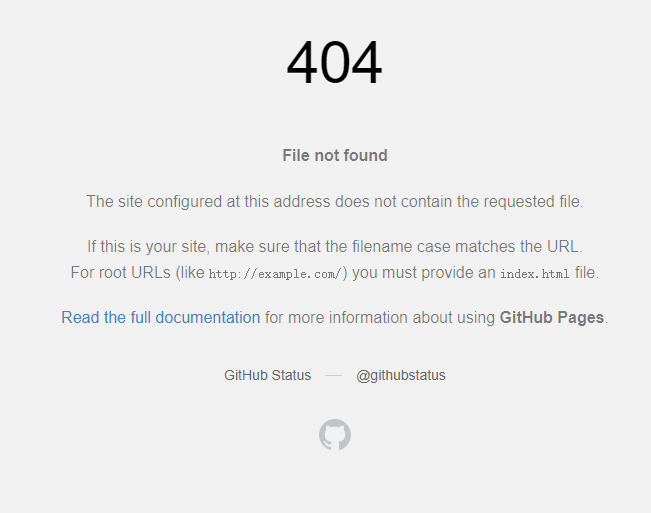 404
File not found
The site configured at this address does not contain the requested file.
If this is your site, make sure that the filename case matches the URL.
For root URLs (like http://example.com/) you must provide an index.html file.
Read the full documentation for more information about using GitHub Pages.
GitHub Status — @githubstatus